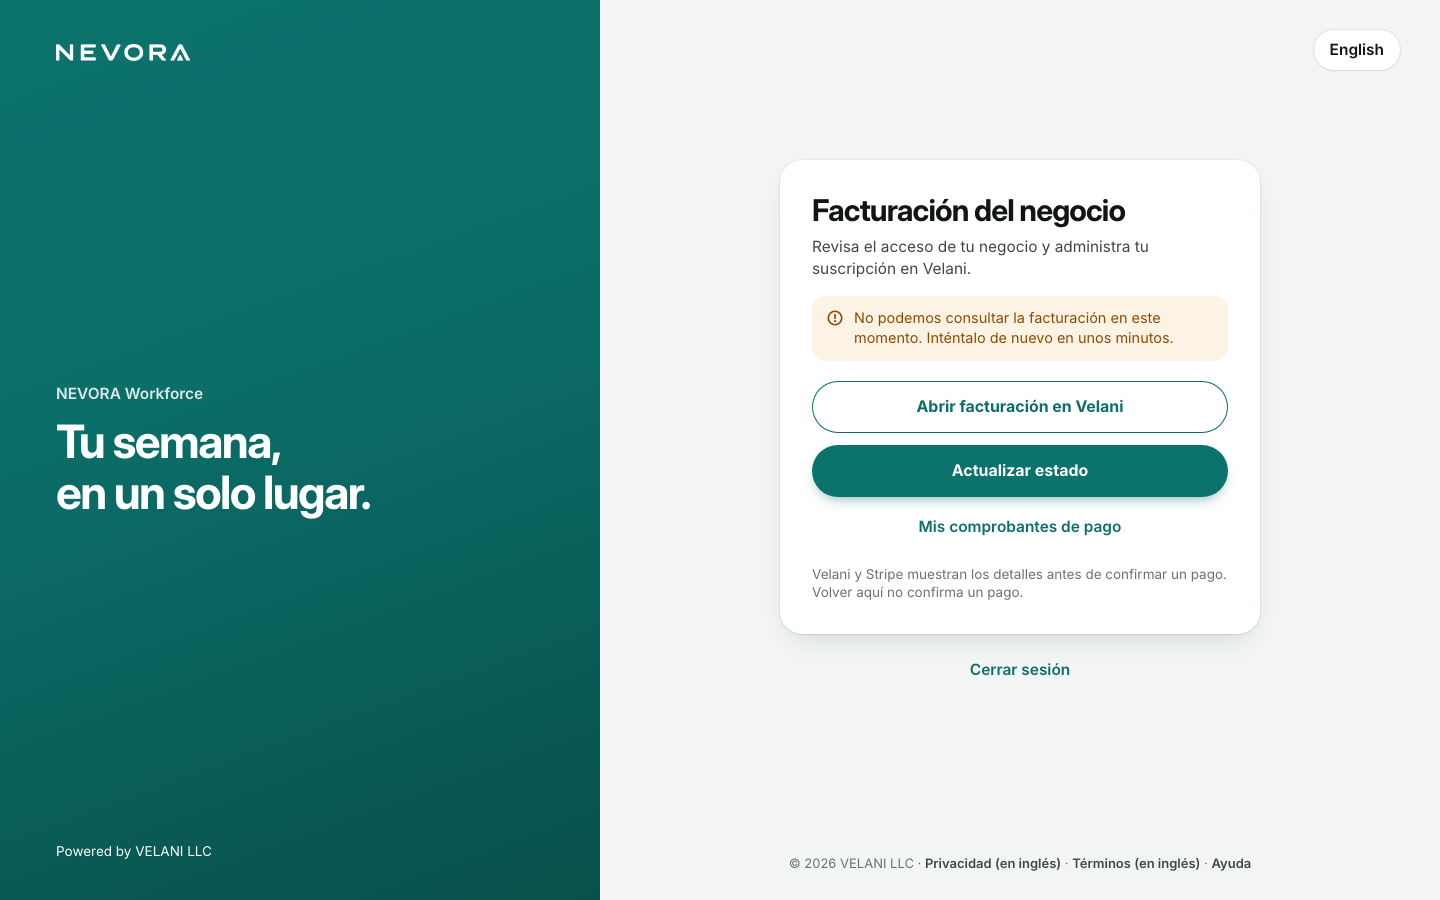 NEVORA
English
NEVORA Workforce
Tu semana,
en un solo lugar.
Powered by VELANI LLC
Facturación del negocio
Revisa el acceso de tu negocio y administra tu
suscripción en Velani.
No podemos consultar la facturación en este
momento. Inténtalo de nuevo en unos minutos.
Abrir facturación en Velani
Actualizar estado
Mis comprobantes de pago
Velani y Stripe muestran los detalles antes de confirmar un pago.
Volver aquí no confirma un pago.
Cerrar sesión
© 2026 VELANI LLC · Privacidad (en inglés) · Términos (en inglés) · Ayuda